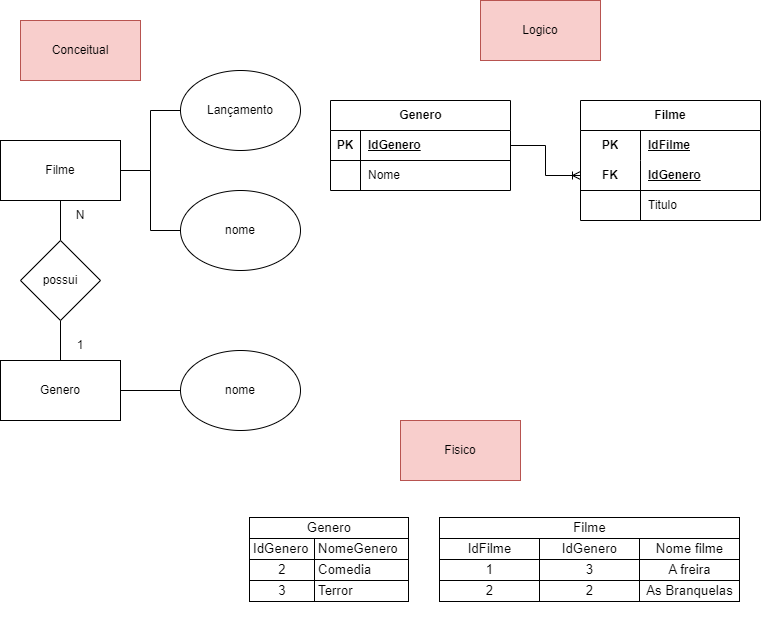 Conceitual
Logico
Lançamento
Filme
nome
N
possui
1
Genero
nome
Genero
PK IdGenero
Nome
Filme
PK IdFilme
FK IdGenero
Titulo
Fisico
Genero
IdGenero NomeGenero
2 Comedia
3 Terror
Filme
IdFilme IdGenero Nome filme
1 3 A freira
2 2 As Branquelas